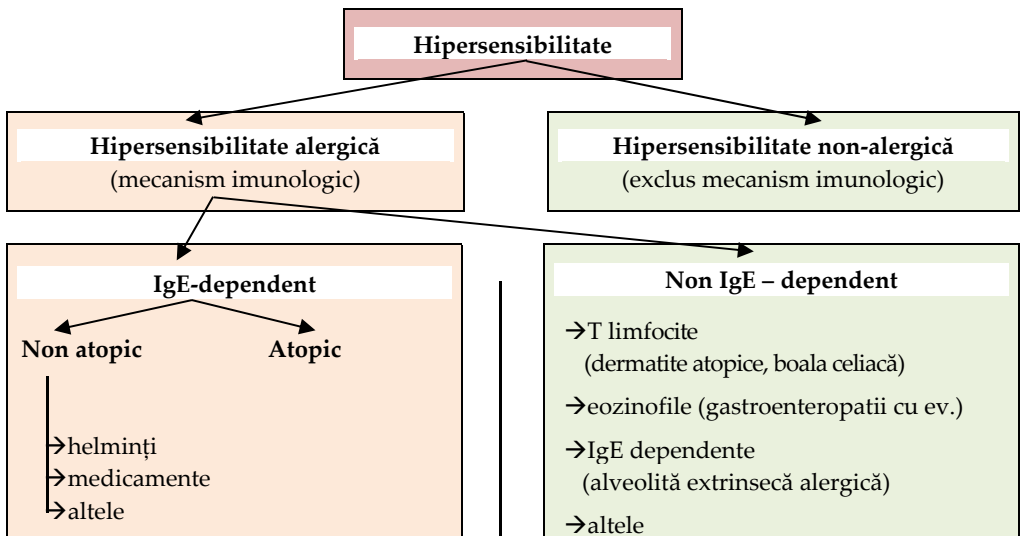 Hipersensibilitate
Hipersensibilitate alergică
(mecanism imunologic)
Hipersensibilitate non-alergică
(exclus mecanism imunologic)
IgE-dependent
Non atopic
Atopic
→helminți
→medicamente
→altele
Non IgE – dependent
→T limfocite
(dermatite atopice, boala celiacă)
→eozinofile (gastroenteropatii cu ev.)
→IgE dependente
(alveolită extrinsecă alergică)
→altele